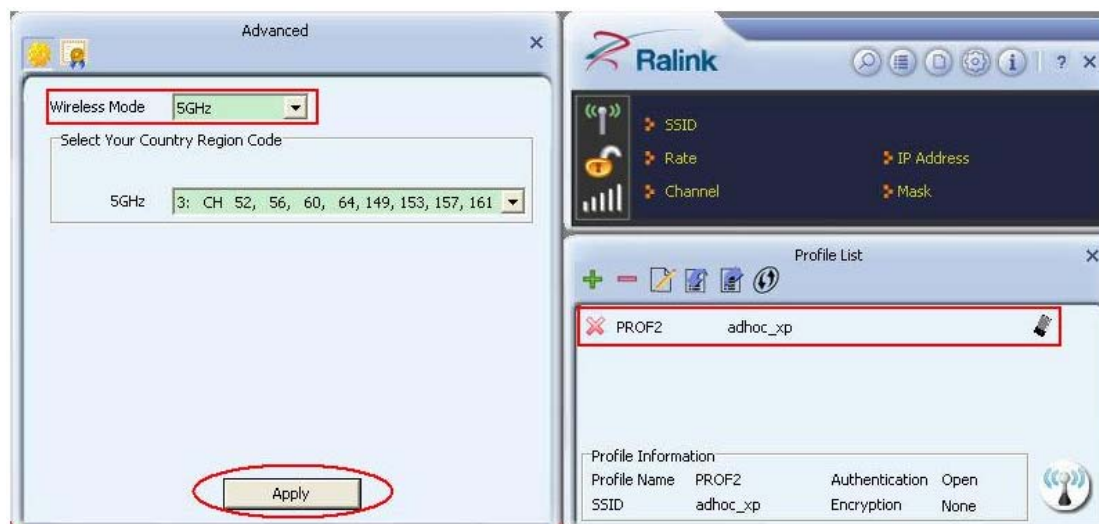 Advanced
Wireless Mode 5GHz
Select Your Country Region Code
5GHz 3: CH 52, 56, 60, 64, 149, 153, 157, 161
Apply
Ralink
i ? ×
SSID
Rate IP Address
Channel Mask
Profile List
PROF2 adhoc_xp
Profile Information
Profile Name PROF2 Authentication Open
SSID adhoc_xp Encryption None